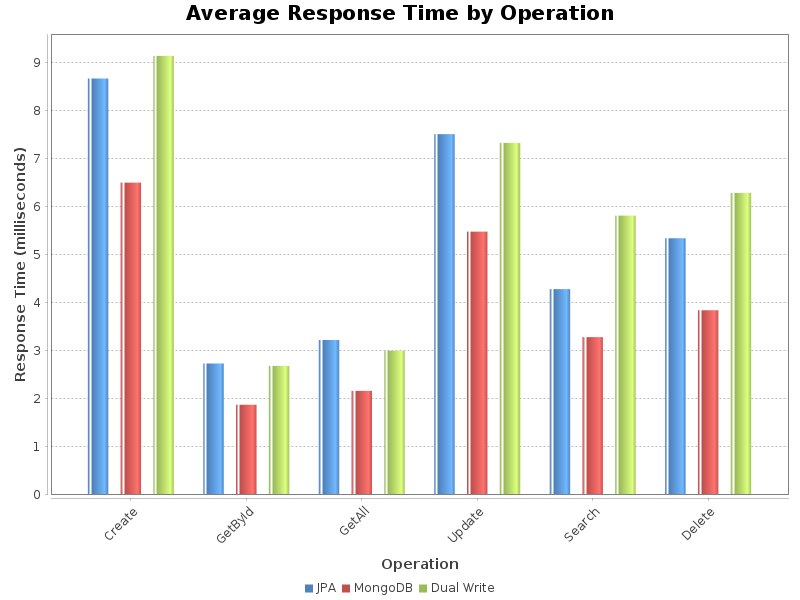 Average Response Time by Operation
Response Time (milliseconds)
9
8
7
6
5
4
3
2
1
0
Create
GetById
GetAll
Update
Search
Delete
Operation
JPA MongoDB Dual Write